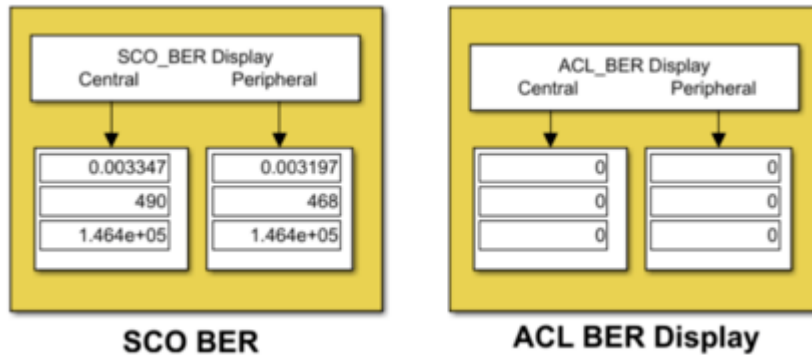 SCO_BER Display
Central Peripheral
0.003347 0.003197
490 468
1.464e+05 1.464e+05
SCO BER
ACL_BER Display
Central Peripheral
0 0
0 0
0 0
ACL BER Display